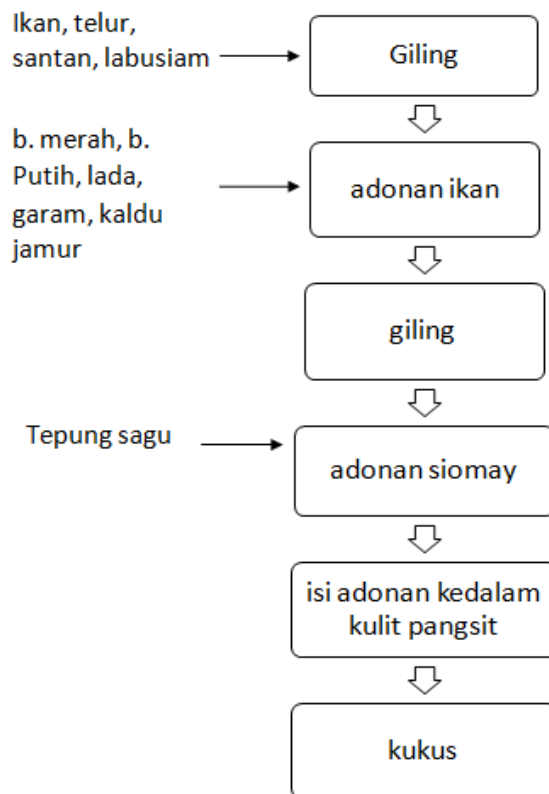 Ikan, telur,
santan, labusiam
Giling
b. merah, b.
Putih, lada,
garam, kaldu
jamur
adonan ikan
giling
Tepung sagu
adonan siomay
isi adonan kedalam
kulit pangsit
kukus